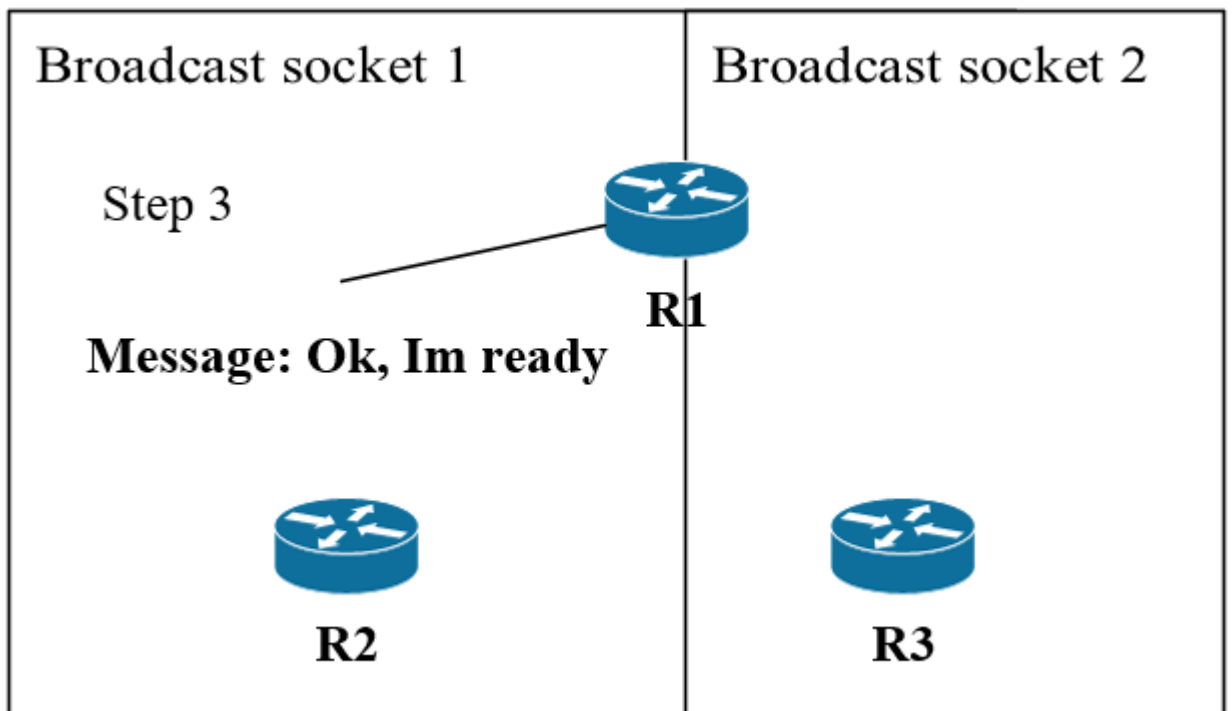 Broadcast socket 1
Broadcast socket 2
Step 3
R1
Message: Ok, Im ready
R2
R3